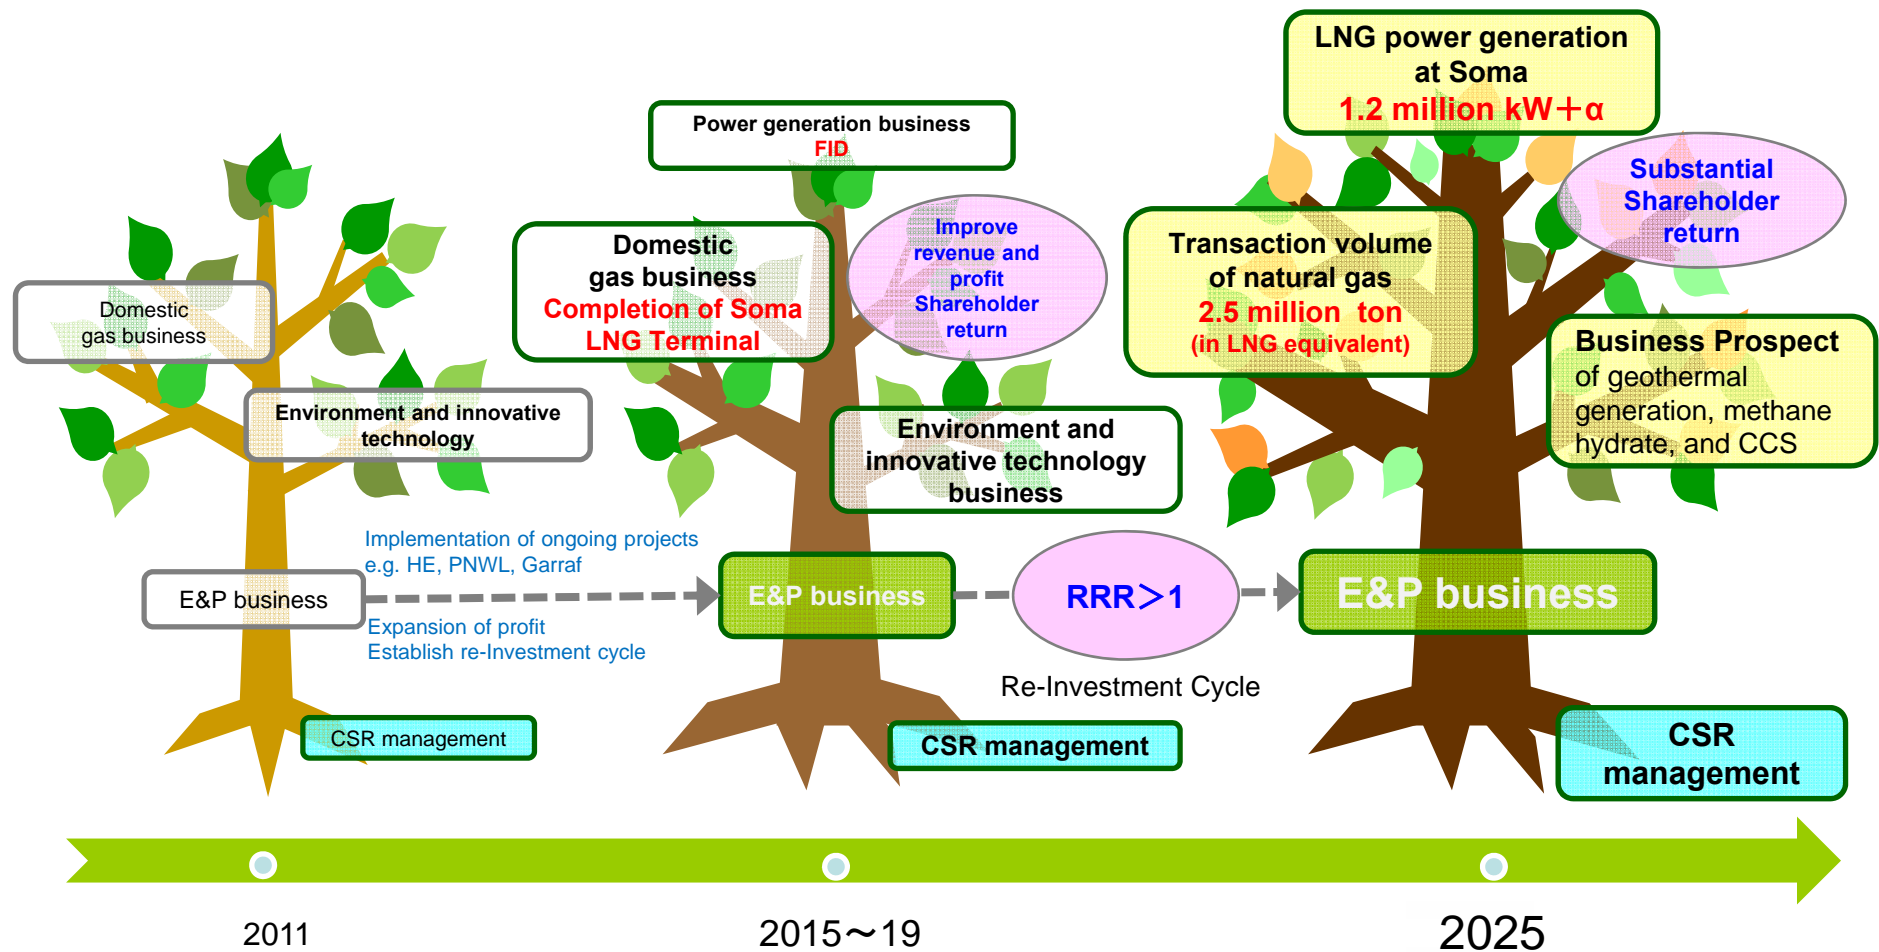 Domestic
gas business
Environment and innovative
technology
E&P business
CSR management
Implementation of ongoing projects
e.g. HE, PNWL, Garraf
Expansion of profit
Establish re-Investment cycle
Power generation business
FID
Domestic
gas business
Completion of Soma
LNG Terminal
Improve
revenue and
profit
Shareholder
return
Environment and
innovative technology
business
E&P business
RRR＞1
Re-Investment Cycle
CSR management
LNG power generation
at Soma
1.2 million kW＋α
Substantial
Shareholder
return
Transaction volume
of natural gas
2.5 million ton
(in LNG equivalent)
Business Prospect
of geothermal
generation, methane
hydrate, and CCS
E&P business
CSR
management
2011
2015～19
2025